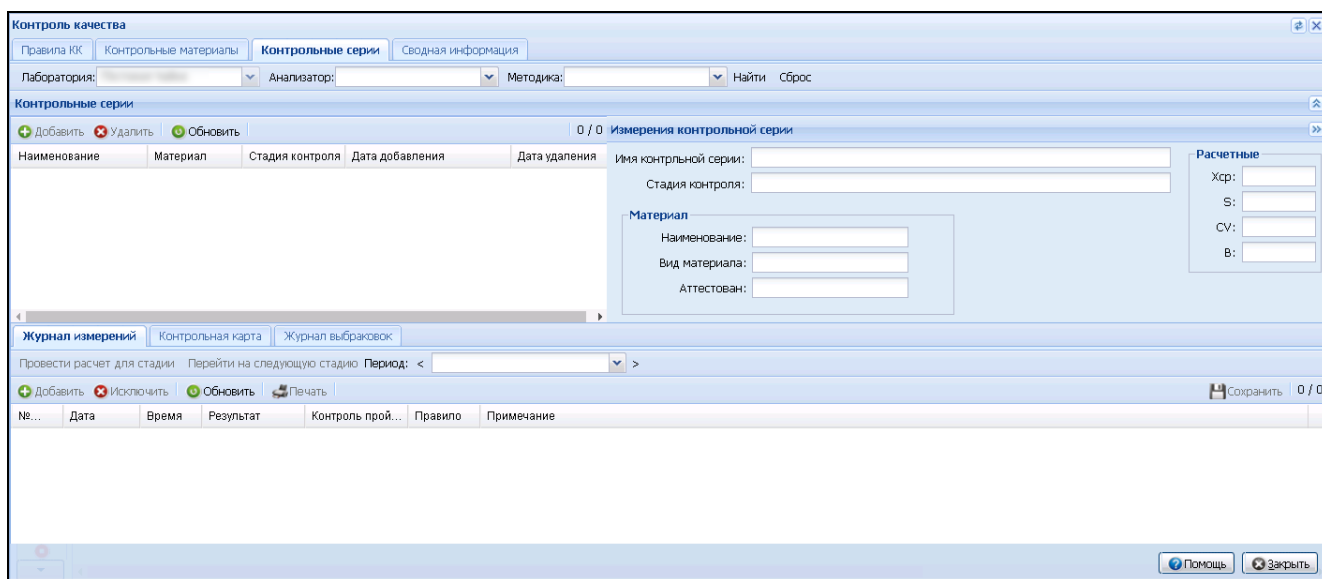 Контроль качества
Правила КК Контрольные материалы Контрольные серии Сводная информация
Лаборатория: Анализатор: Методика: Найти Сброс
Контрольные серии
Добавить Удалить Обновить 0 / 0 Измерения контрольной серии
Наименование Материал Стадия контроля Дата добавления Дата удаления
Имя контрльной серии:
Стадия контроля:
Материал
Наименование:
Вид материала:
Аттестован:
Расчетные
Xcp:
S:
CV:
B:
Журнал измерений Контрольная карта Журнал выбраковок
Провести расчет для стадии Перейти на следующую стадию Период: < >
Добавить Исключить Обновить Печать Сохранить 0 / 0
№... Дата Время Результат Контроль прой... Правило Примечание
Помощь Закрыть